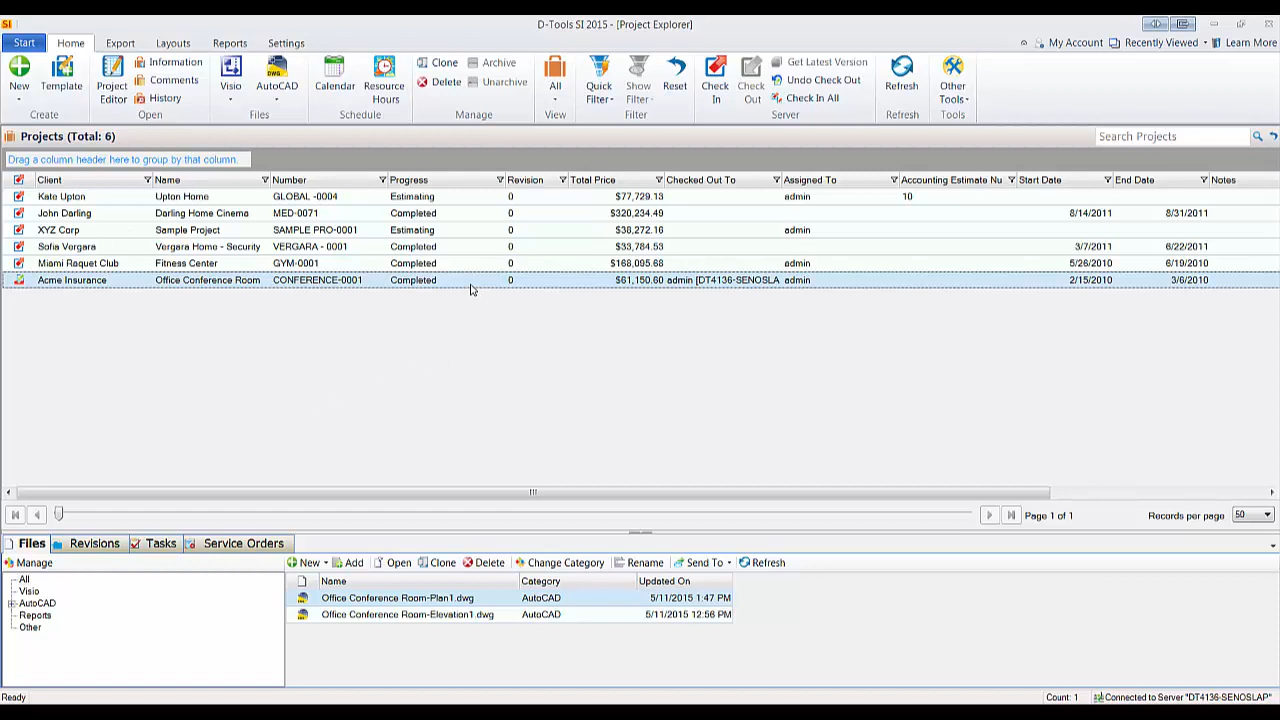 SI D-Tools SI 2015 - [Project Explorer]
Start Home Export Layouts Reports Settings My Account Recently Viewed Learn More
New Template Project Editor Information Comments History Visio AutoCAD Calendar Resource Hours Clone Delete Archive Unarchive All Quick Filter Show Filter Reset Check In Check Out Get Latest Version Undo Check Out Check In All Refresh Other Tools
Create Open Files Schedule Manage View Filter Server Refresh Tools
Projects (Total: 6) Search Projects
Drag a column header here to group by that column.
Client Name Number Progress Revision Total Price Checked Out To Assigned To Accounting Estimate Nu Start Date End Date Notes
Kate Upton Upton Home GLOBAL -0004 Estimating 0 $77,729.13 admin 10
John Darling Darling Home Cinema MED-0071 Completed 0 $320,234.49 8/14/2011 8/31/2011
XYZ Corp Sample Project SAMPLE PRO-0001 Estimating 0 $38,272.16 admin
Sofia Vergara Vergara Home - Security VERGARA - 0001 Completed 0 $33,784.53 3/7/2011 6/22/2011
Miami Raquet Club Fitness Center GYM-0001 Completed 0 $168,095.68 admin 5/26/2010 6/19/2010
Acme Insurance Office Conference Room CONFERENCE-0001 Completed 0 $61,150.60 admin [DT4136-SENOSLA admin 2/15/2010 3/6/2010
Page 1 of 1 Records per page 50
Files Revisions Tasks Service Orders
Manage New Add Open Clone Delete Change Category Rename Send To Refresh
All
Visio
AutoCAD
Reports
Other
Name Category Updated On
Office Conference Room-Plan1.dwg AutoCAD 5/11/2015 1:47 PM
Office Conference Room-Elevation1.dwg AutoCAD 5/11/2015 12:56 PM
Ready Count: 1 Connected to Server "DT4136-SENOSLAP"